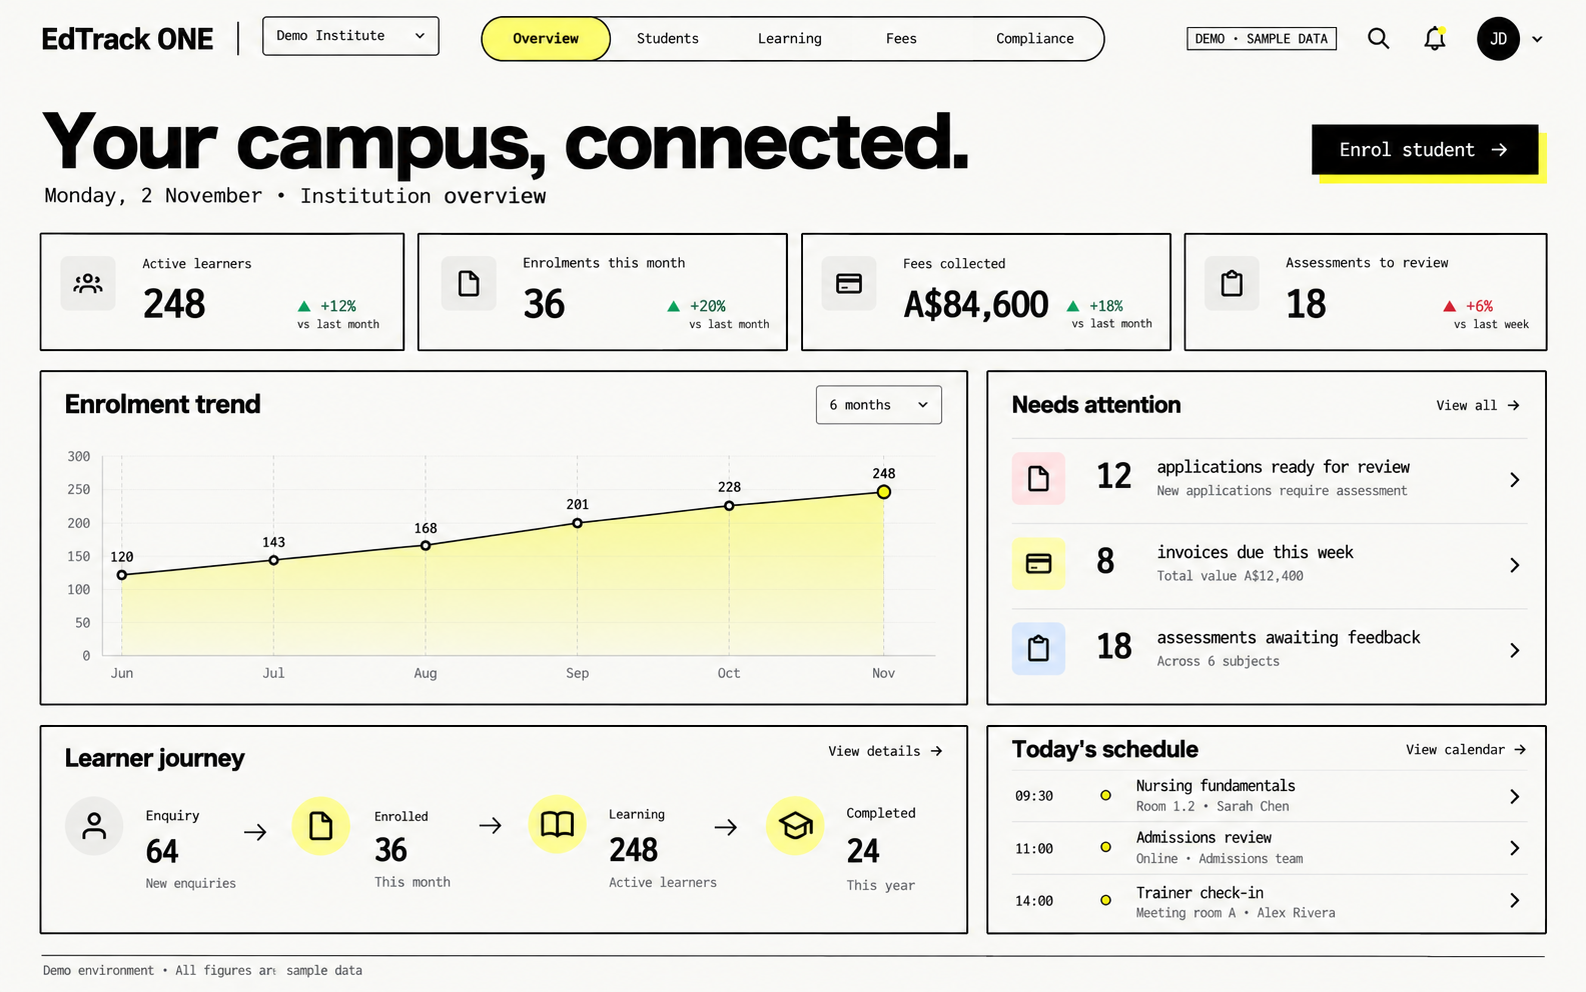 EdTrack ONE
Demo Institute
Overview
Students
Learning
Fees
Compliance
DEMO • SAMPLE DATA
JD
Your campus, connected.
Monday, 2 November • Institution overview
Enrol student →
Active learners
248
▲ +12%
vs last month
Enrolments this month
36
▲ +20%
vs last month
Fees collected
A$84,600
▲ +18%
vs last month
Assessments to review
18
▲ +6%
vs last week
Enrolment trend
6 months
300
250
200
150
100
50
0
120
143
168
201
228
248
Jun
Jul
Aug
Sep
Oct
Nov
Needs attention
View all →
12
applications ready for review
New applications require assessment
8
invoices due this week
Total value A$12,400
18
assessments awaiting feedback
Across 6 subjects
Learner journey
View details →
Enquiry
64
New enquiries
→
Enrolled
36
This month
→
Learning
248
Active learners
→
Completed
24
This year
Today's schedule
View calendar →
09:30
Nursing fundamentals
Room 1.2 • Sarah Chen
11:00
Admissions review
Online • Admissions team
14:00
Trainer check-in
Meeting room A • Alex Rivera
Demo environment • All figures are sample data